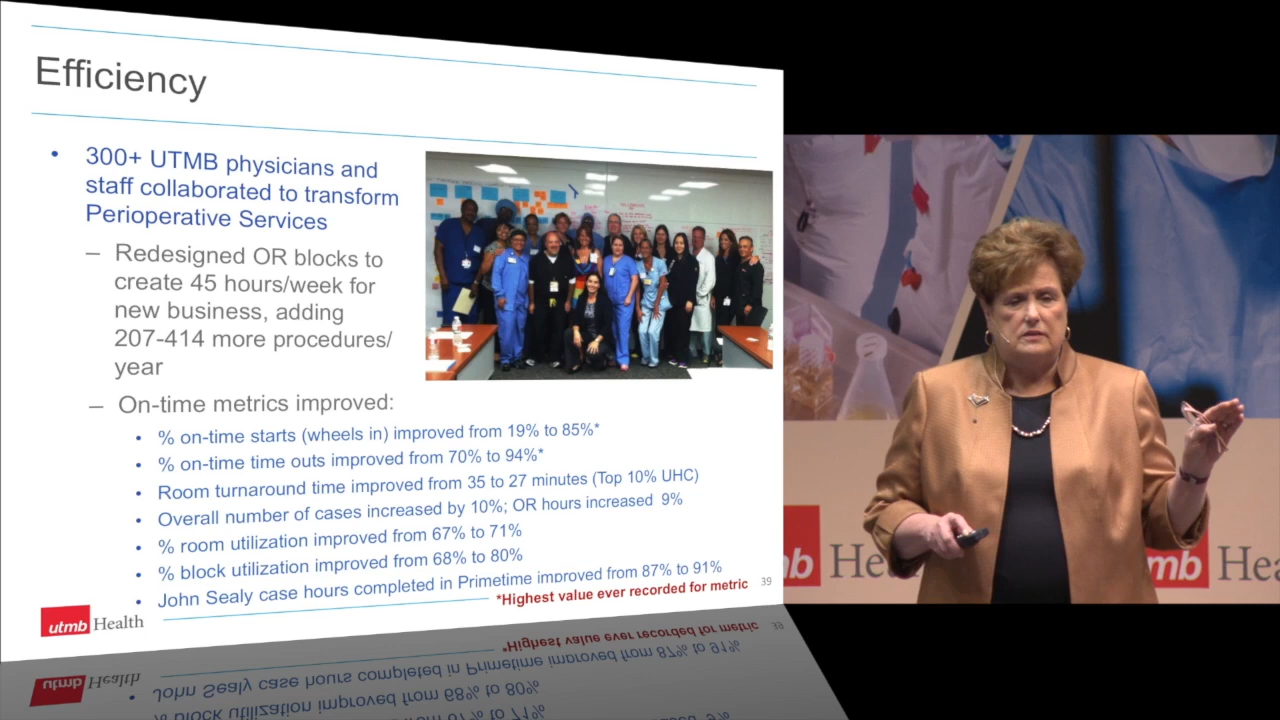 Efficiency
• 300+ UTMB physicians and
staff collaborated to transform
Perioperative Services
– Redesigned OR blocks to
create 45 hours/week for
new business, adding
207-414 more procedures/
year
– On-time metrics improved:
• % on-time starts (wheels in) improved from 19% to 85%*
• % on-time time outs improved from 70% to 94%*
• Room turnaround time improved from 35 to 27 minutes (Top 10% UHC)
• Overall number of cases increased by 10%; OR hours increased 9%
• % room utilization improved from 67% to 71%
• % block utilization improved from 68% to 80%
• John Sealy case hours completed in Primetime improved from 87% to 91%
*Highest value ever recorded for metric
39
utmb Health
mb He
mb Hea